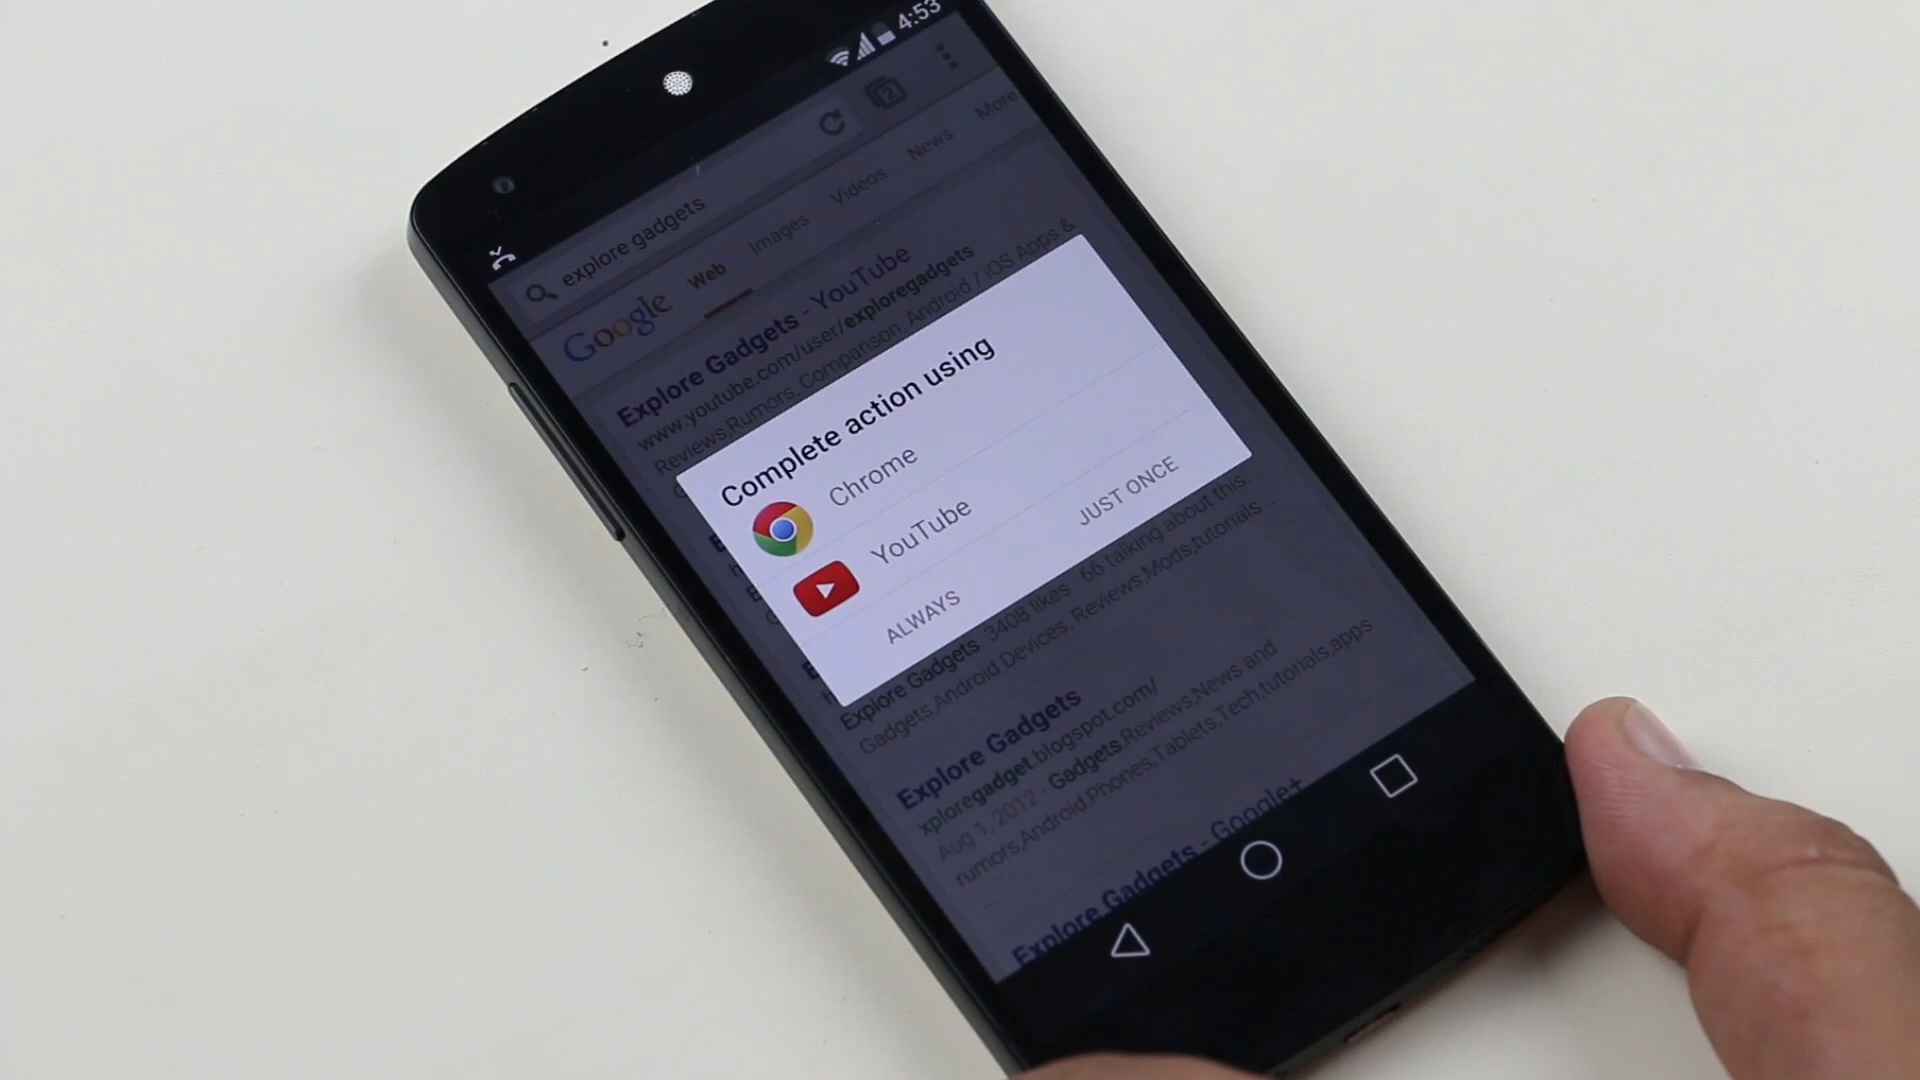 4:53
12
explore gadgets
Google Web Images Videos News More
Explore Gadgets - YouTube
www.youtube.com/user/exploregadgets
Reviews,Rumors, Comparison, Android / iOS Apps &
Complete action using
Chrome
YouTube
ALWAYS JUST ONCE
talking about this.
Explore Gadgets. 3408 likes · 66
Gadgets,Android Devices, Reviews,Mods,tutorials ...
Explore Gadgets
xploregadget.blogspot.com/
Aug 1, 2012 - Gadgets,Reviews,News and
rumors,Android,Phones,Tablets,Tech,tutorials,apps
...
Explore Gadgets - Google+